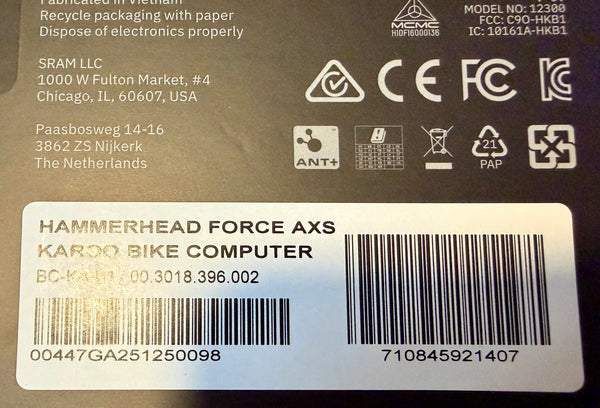 Fabricated in Vietnam
Recycle packaging with paper
Dispose of electronics properly
MCMC
HIDF16000136
MODEL NO: 12300
FCC: C9O-HKB1
IC: 10161A-HKB1
SRAM LLC
1000 W Fulton Market, #4
Chicago, IL, 60607, USA
CE FC
Paasbosweg 14-16
3862 ZS Nijkerk
The Netherlands
ANT+
21
PAP
HAMMERHEAD FORCE AXS
KAROO BIKE COMPUTER
00.3018.396.002
00447GA251250098
710845921407